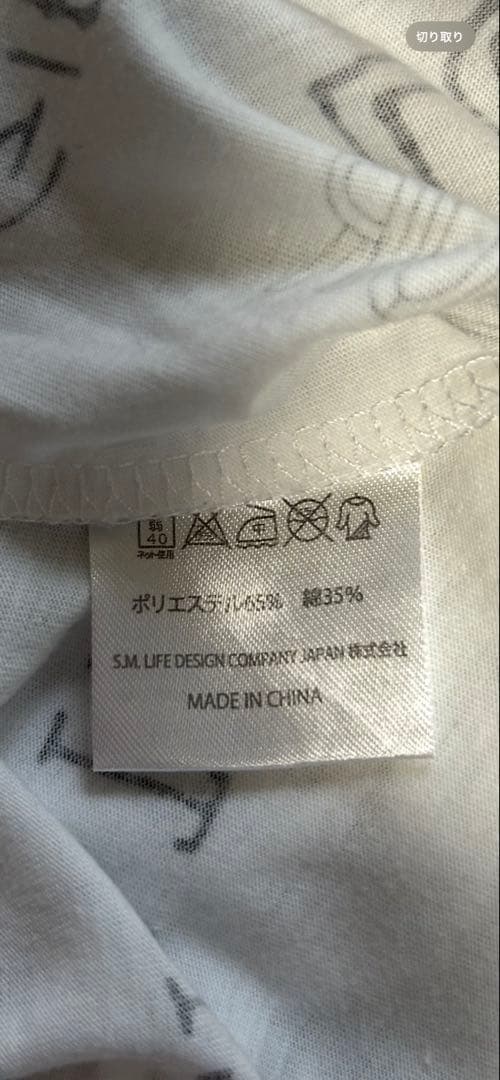 切り取り
弱
40
ネット使用
ポリエステル65% 綿35%
S.M. LIFE DESIGN COMPANY JAPAN 株式会社
MADE IN CHINA